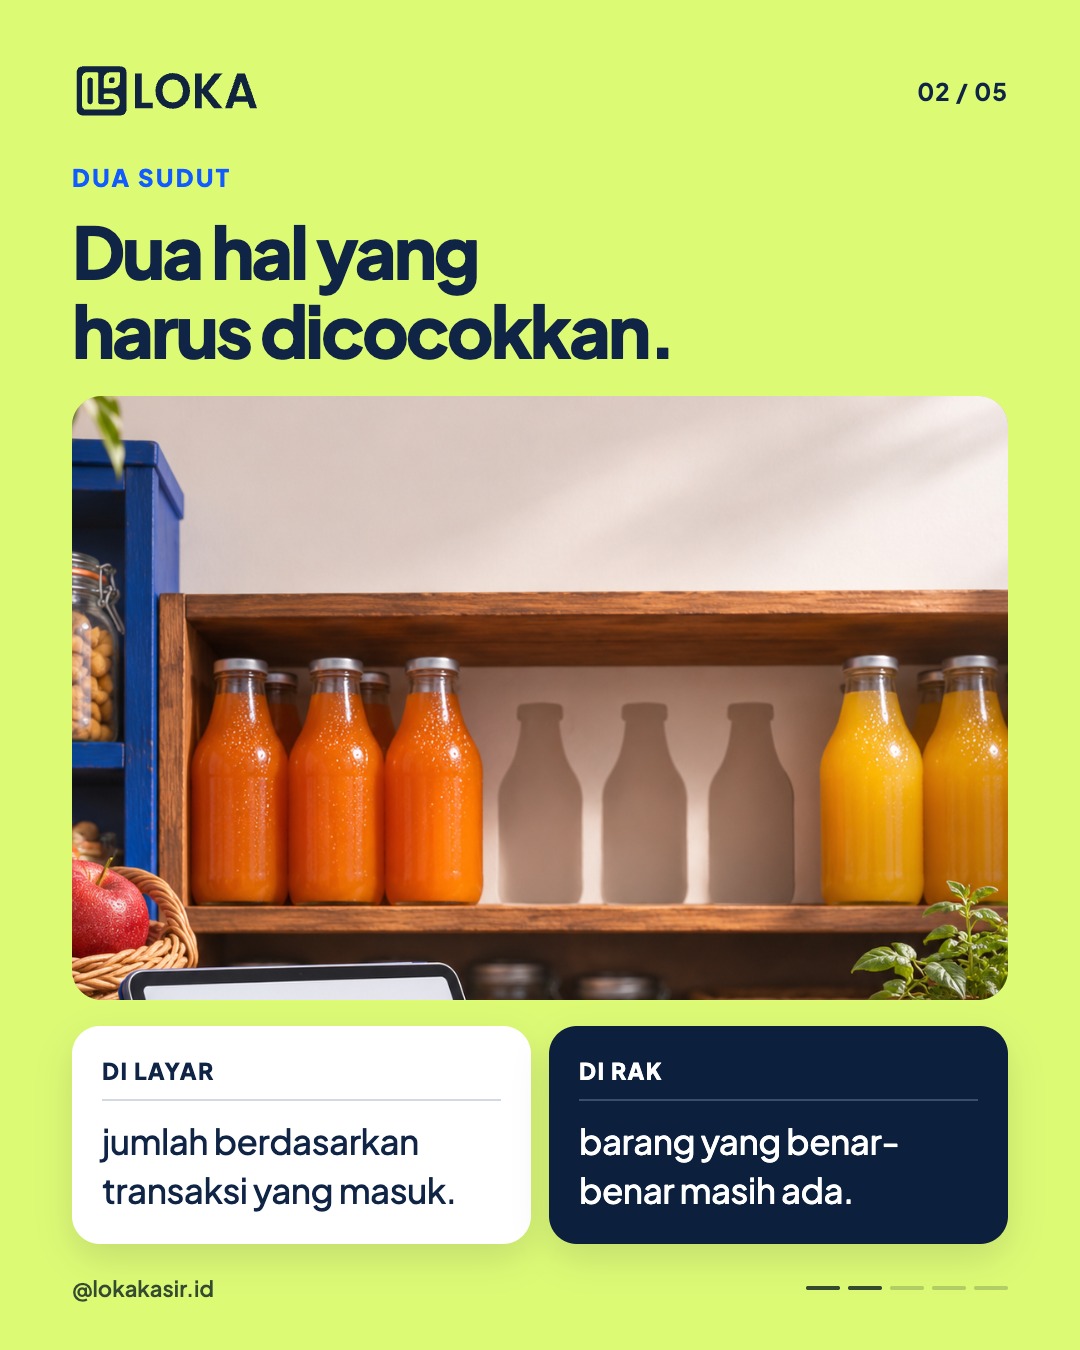 LOKA
02 / 05
DUA SUDUT
Dua hal yang
harus dicocokkan.
DI LAYAR
jumlah berdasarkan
transaksi yang masuk.
DI RAK
barang yang benar-
benar masih ada.
@lokakasir.id